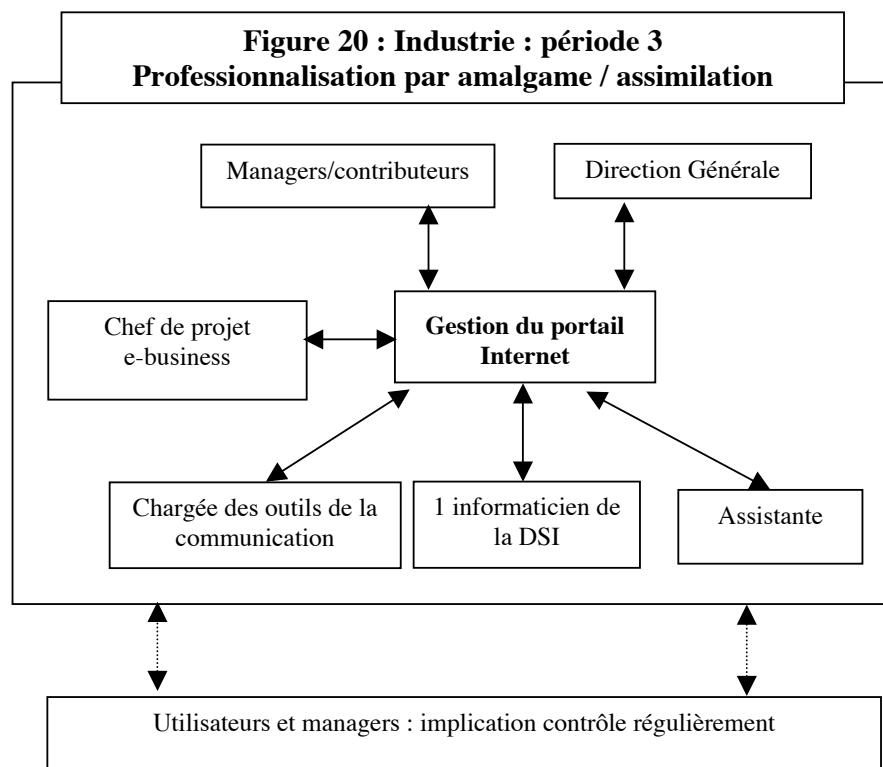 Figure 20 : Industrie : période 3
Professionnalisation par amalgame / assimilation
Managers/contributeurs
Direction Générale
Chef de projet
e-business
Gestion du portail
Internet
Chargée des outils de la
communication
1 informaticien de
la DSI
Assistante
Utilisateurs et managers : implication contrôle régulièrement